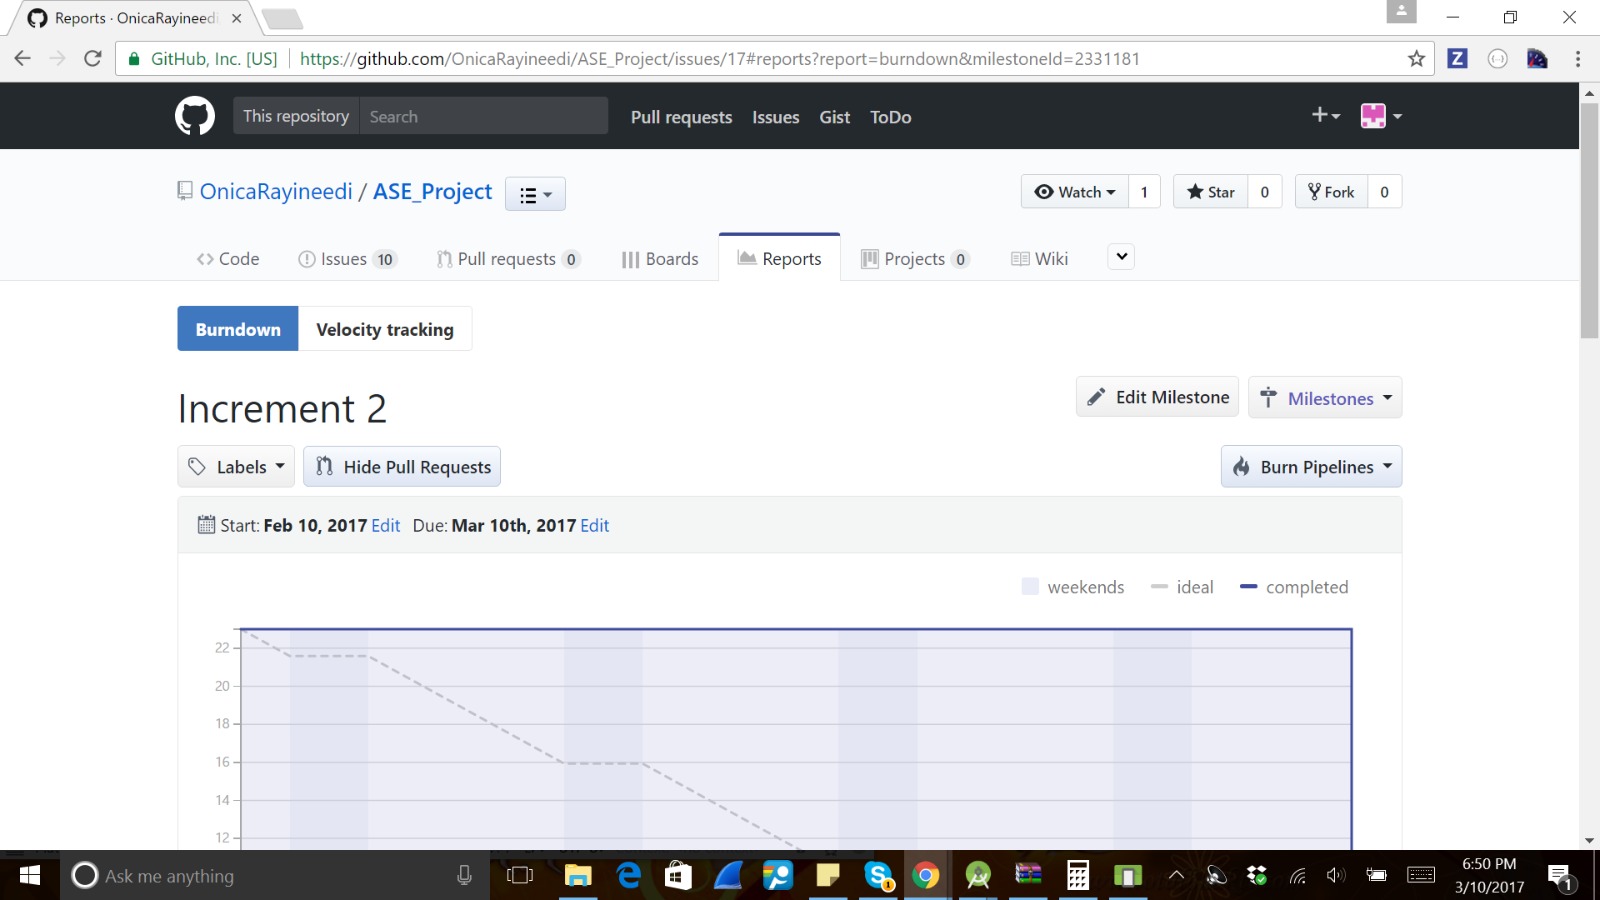 Reports · OnicaRayineedi
GitHub, Inc. [US] https://github.com/OnicaRayineedi/ASE_Project/issues/17#reports?report=burndown&milestoneId=2331181
This repository Search Pull requests Issues Gist ToDo
OnicaRayineedi / ASE_Project Watch 1 Star 0 Fork 0
Code Issues 10 Pull requests 0 Boards Reports Projects 0 Wiki
Burndown Velocity tracking
Increment 2 Edit Milestone Milestones
Labels Hide Pull Requests Burn Pipelines
Start: Feb 10, 2017 Edit Due: Mar 10th, 2017 Edit
weekends ideal completed
22
20
18
16
14
12
Ask me anything 6:50 PM
3/10/2017